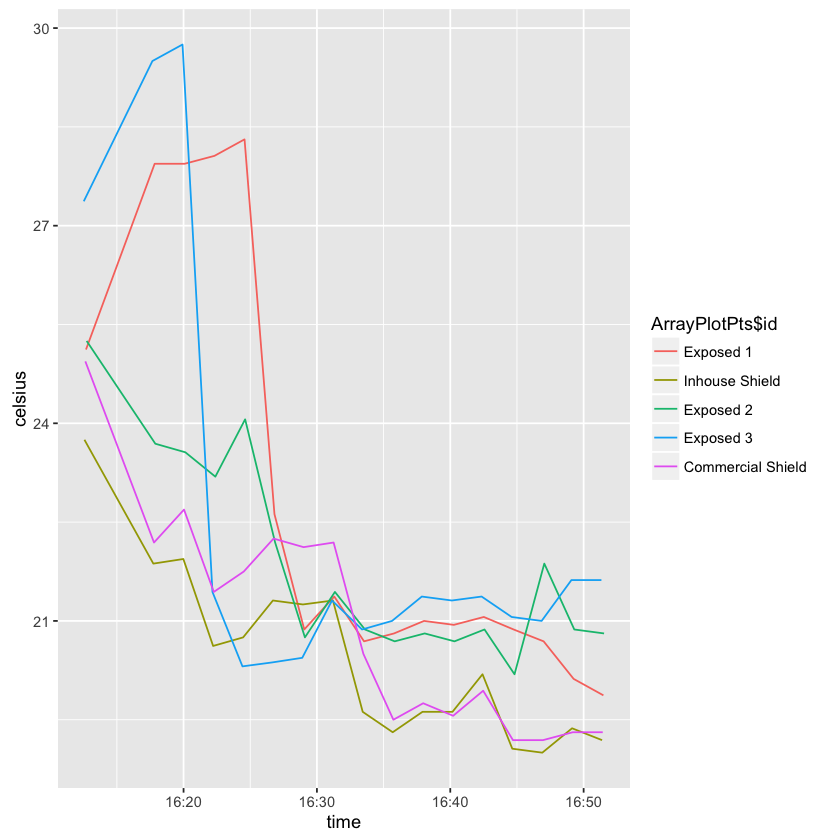 30
27
24
21
celsius
16:20
16:30
16:40
16:50
time
ArrayPlotPts$id
Exposed 1
Inhouse Shield
Exposed 2
Exposed 3
Commercial Shield